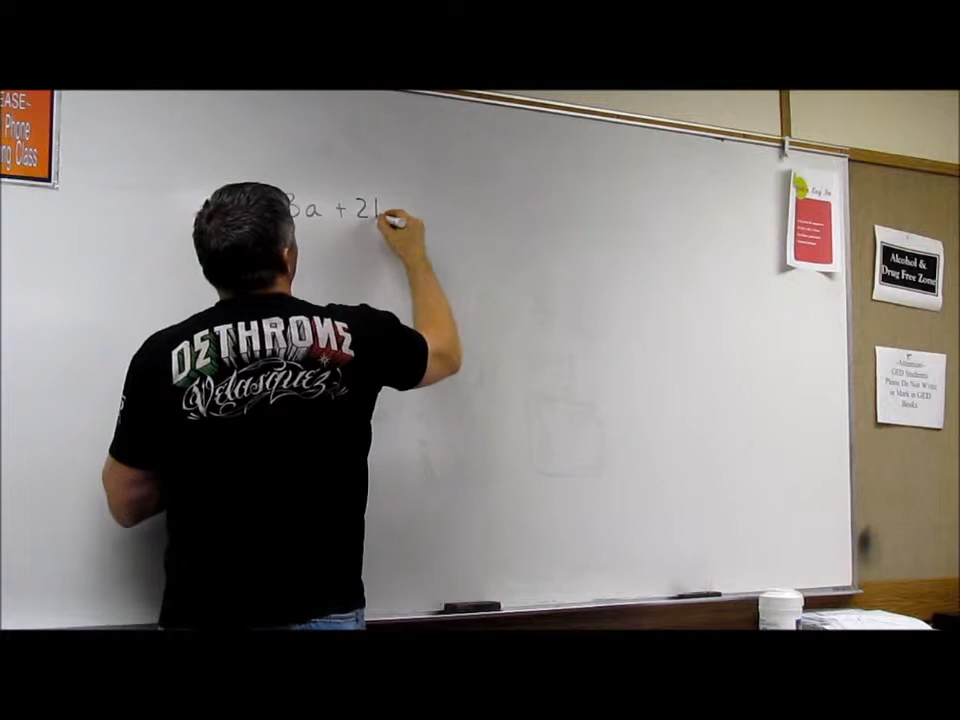 EASE-
Phone
ng Class
3a + 21
DETHRONE
Velasquez
Alcohol &
Drug Free Zone
~Attention~
GED Students
Please Do Not Write
or Mark in GED
Books